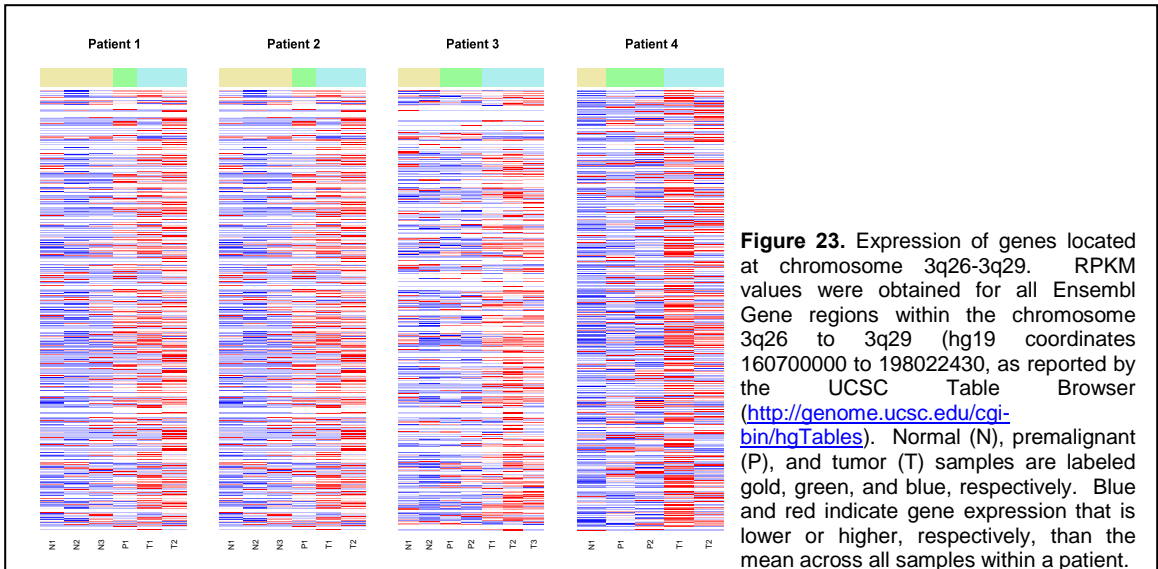 Patient 1
Patient 2
Patient 3
Patient 4
N1 N2 N3 P1 T1 T2
N1 N2 N3 P1 T1 T2
N1 N2 P1 P2 T1 T2 T3
N1 P1 P2 T1 T2
Figure 23. Expression of genes located
at chromosome 3q26-3q29. RPKM
values were obtained for all Ensembl
Gene regions within the chromosome
3q26 to 3q29 (hg19 coordinates
160700000 to 198022430, as reported by
the UCSC Table Browser
(http://genome.ucsc.edu/cgi-
bin/hgTables). Normal (N), premalignant
(P), and tumor (T) samples are labeled
gold, green, and blue, respectively. Blue
and red indicate gene expression that is
lower or higher, respectively, than the
mean across all samples within a patient.